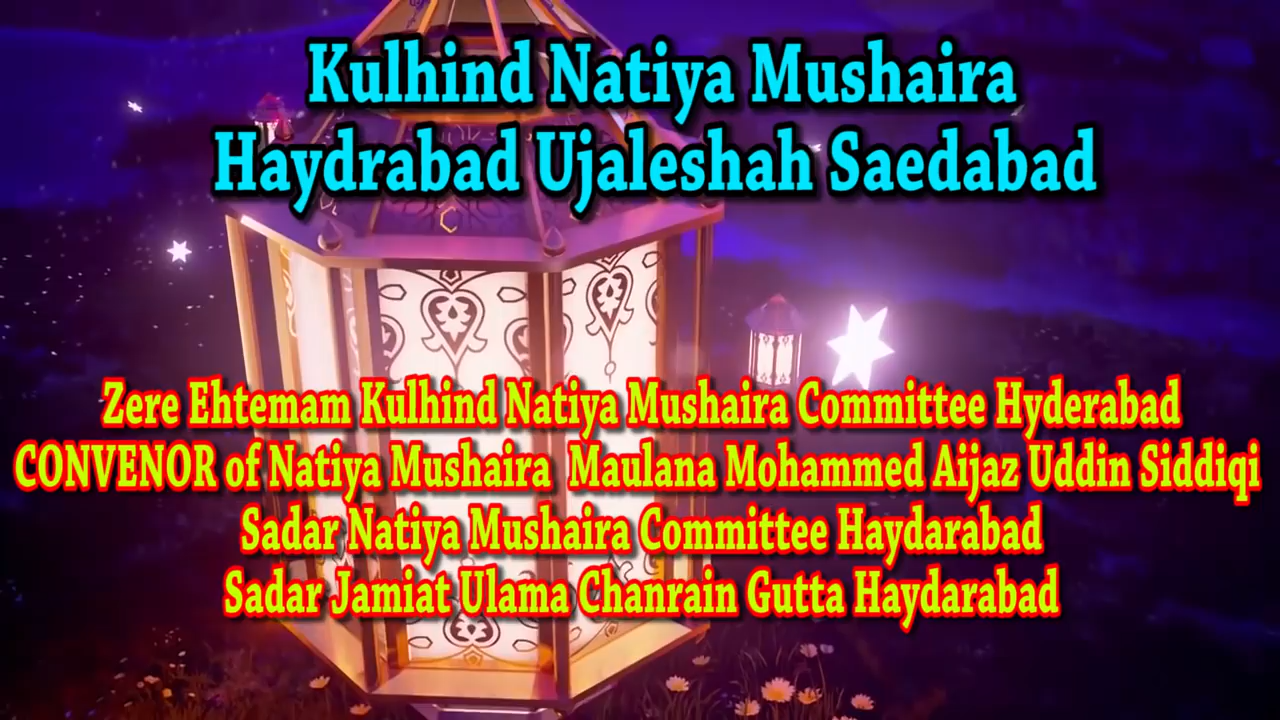 Kulhind Natiya Mushaira
Haydrabad Ujaleshah Saedabad
Zere Ehtemam Kulhind Natiya Mushaira Committee Hyderabad
CONVENOR of Natiya Mushaira Maulana Mohammed Aijaz Uddin Siddiqi
Sadar Natiya Mushaira Committee Haydarabad
Sadar Jamiat Ulama Chanrain Gutta Haydarabad